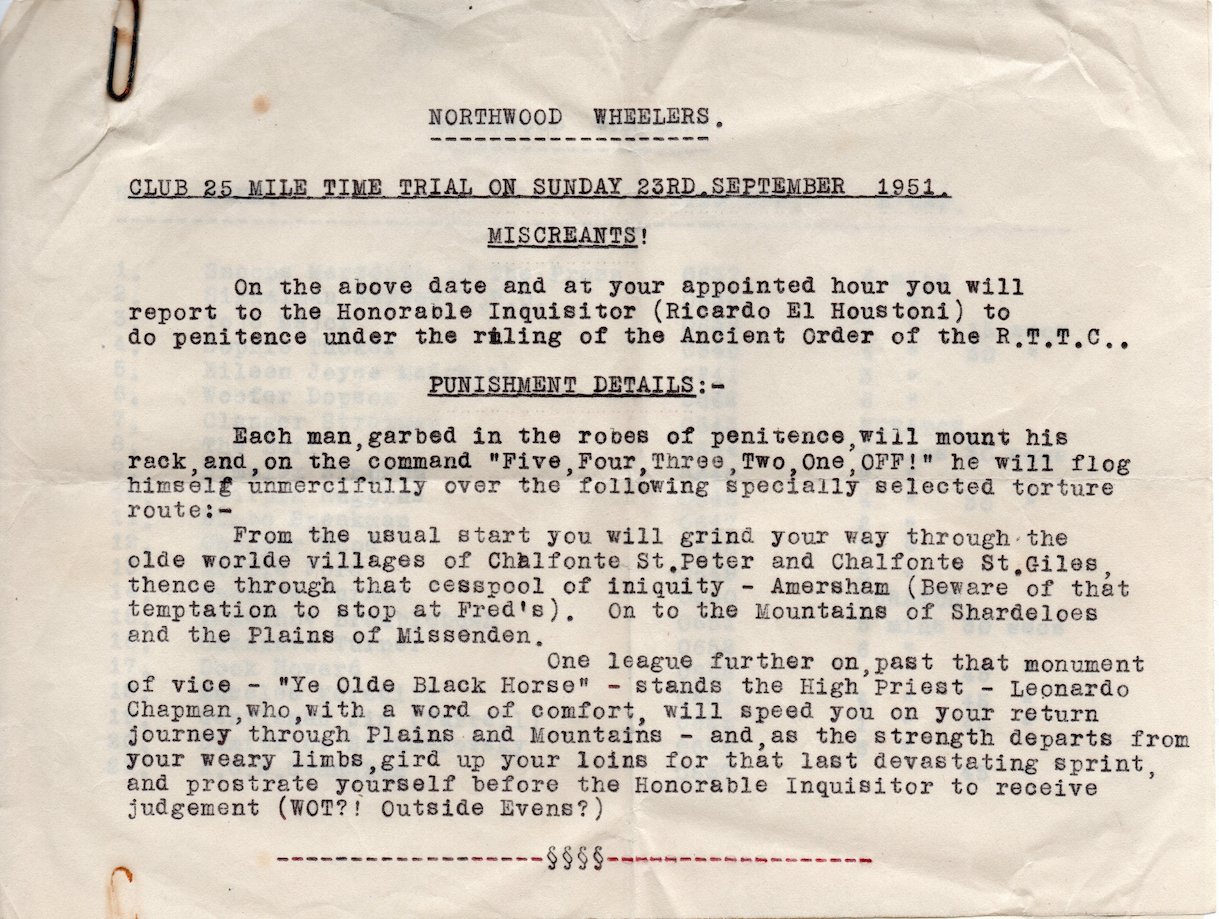 NORTHWOOD WHEELERS.
CLUB 25 MILE TIME TRIAL ON SUNDAY 23RD.SEPTEMBER 1951.
MISCREANTS!
On the above date and at your appointed hour you will
report to the Honorable Inquisitor (Ricardo El Houstoni) to
do penitence under the ruling of the Ancient Order of the R.T.T.C..
PUNISHMENT DETAILS:-
Each man,garbed in the robes of penitence,will mount his
rack,and,on the command "Five,Four,Three,Two,One,OFF!" he will flog
himself unmercifully over the following specially selected torture
route:-
From the usual start you will grind your way through the
olde worlde villages of Chalfonte St.Peter and Chalfonte St.Giles,
thence through that cesspool of iniquity - Amersham (Beware of that
temptation to stop at Fred's). On to the Mountains of Shardeloes
and the Plains of Missenden.
One league further on,past that monument
of vice - "Ye Olde Black Horse" - stands the High Priest - Leonardo
Chapman,who,with a word of comfort, will speed you on your return
journey through Plains and Mountains - and,as the strength departs from
your weary limbs,gird up your loins for that last devastating sprint,
and prostrate yourself before the Honorable Inquisitor to receive
judgement (WOT?! Outside Evens?)
------------------§§§§------------------